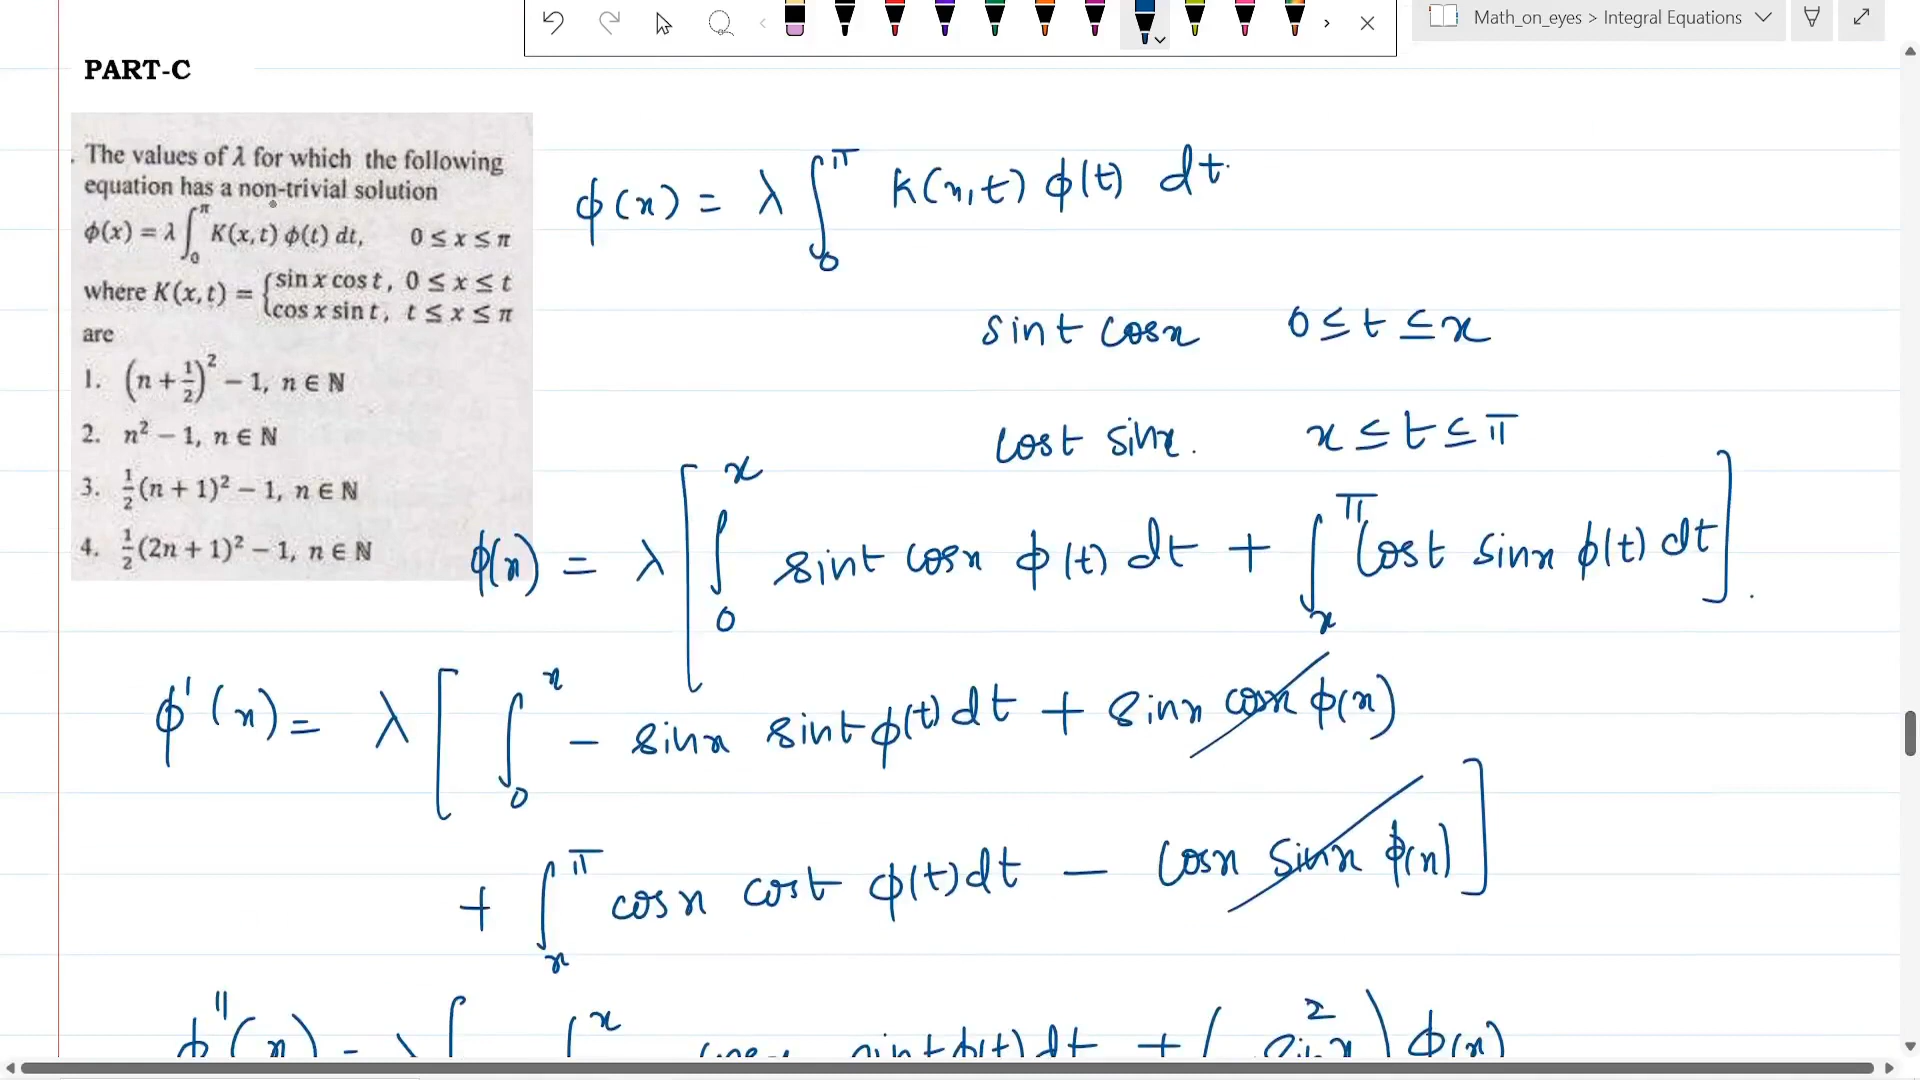 Math_on_eyes > Integral Equations
PART-C
The values of λ for which the following
equation has a non-trivial solution
ϕ(x) = λ ∫₀^π K(x,t) ϕ(t) dt, 0 ≤ x ≤ π
where K(x,t) = { sin x cos t, 0 ≤ x ≤ t
cos x sin t, t ≤ x ≤ π
are
1. (n + 1/2)² − 1, n ∈ ℕ
2. n² − 1, n ∈ ℕ
3. 1/2 (n + 1)² − 1, n ∈ ℕ
4. 1/2 (2n + 1)² − 1, n ∈ ℕ
ϕ(x) = λ ∫₀^π K(x,t) ϕ(t) dt.
sint cosx 0 ≤ t ≤ x
cost sinx. x ≤ t ≤ π
ϕ(x) = λ [ ∫₀^x sint cosx ϕ(t) dt + ∫ₓ^π cost sinx ϕ(t) dt ].
ϕ'(x) = λ [ ∫₀^x − sinx sint ϕ(t) dt + sinx cosx ϕ(x)
+ ∫ₓ^π cosx cost ϕ(t) dt − cosx sinx ϕ(x) ]